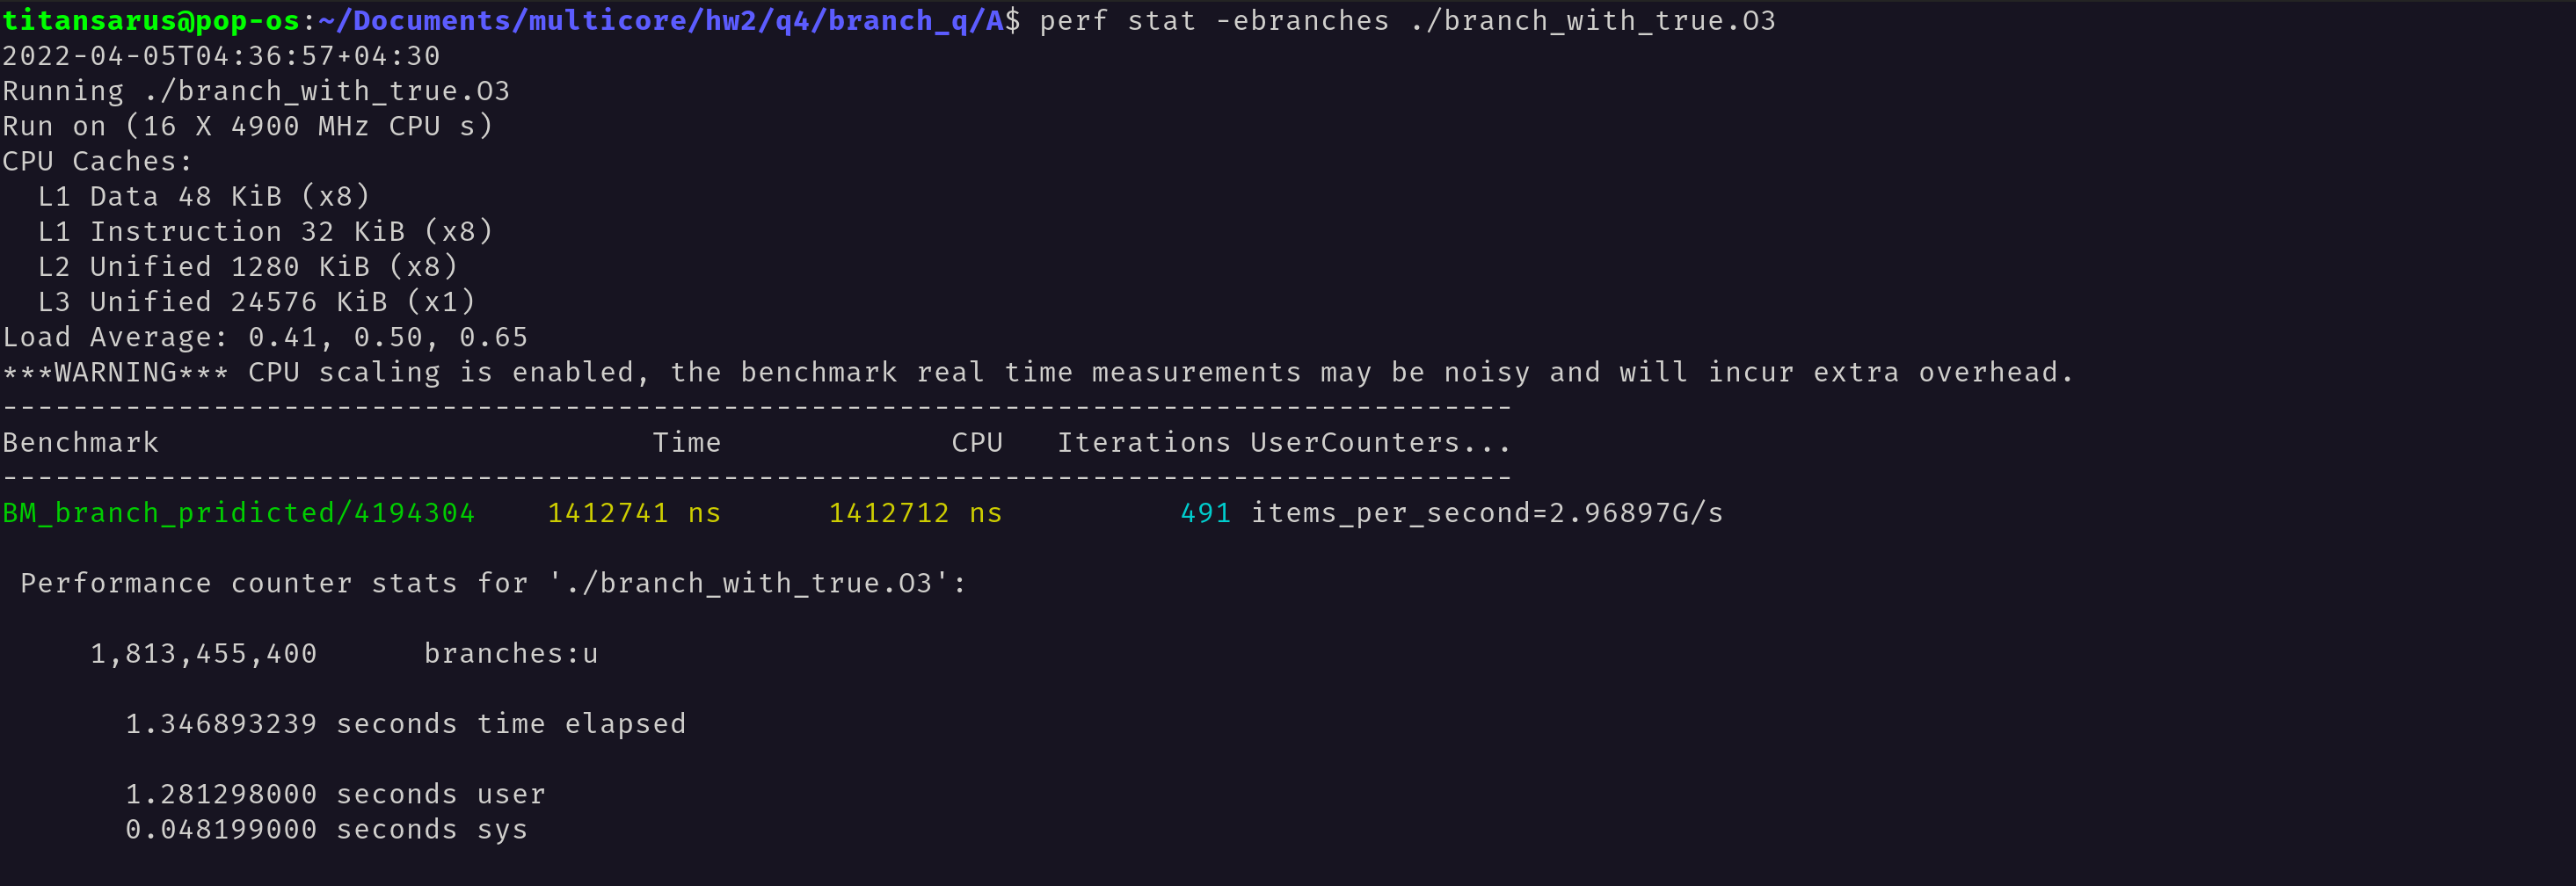 titansarus@pop-os:~/Documents/multicore/hw2/q4/branch_q/A$ perf stat -ebranches ./branch_with_true.O3
2022-04-05T04:36:57+04:30
Running ./branch_with_true.O3
Run on (16 X 4900 MHz CPU s)
CPU Caches:
  L1 Data 48 KiB (x8)
  L1 Instruction 32 KiB (x8)
  L2 Unified 1280 KiB (x8)
  L3 Unified 24576 KiB (x1)
Load Average: 0.41, 0.50, 0.65
***WARNING*** CPU scaling is enabled, the benchmark real time measurements may be noisy and will incur extra overhead.
--------------------------------------------------------------------------------------
Benchmark                            Time             CPU   Iterations UserCounters...
--------------------------------------------------------------------------------------
BM_branch_pridicted/4194304    1412741 ns      1412712 ns          491 items_per_second=2.96897G/s
 Performance counter stats for './branch_with_true.O3':
     1,813,455,400      branches:u
       1.346893239 seconds time elapsed
       1.281298000 seconds user
       0.048199000 seconds sys